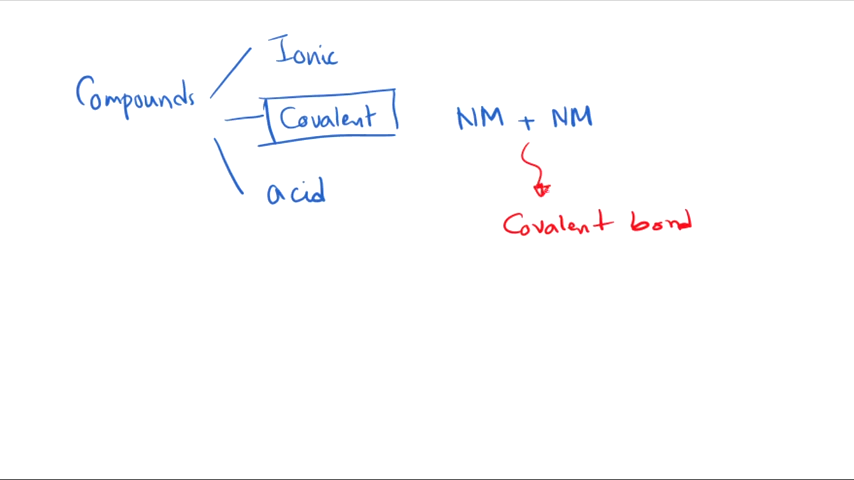 Ionic
Compounds
Covalent NM + NM
acid
Covalent bond